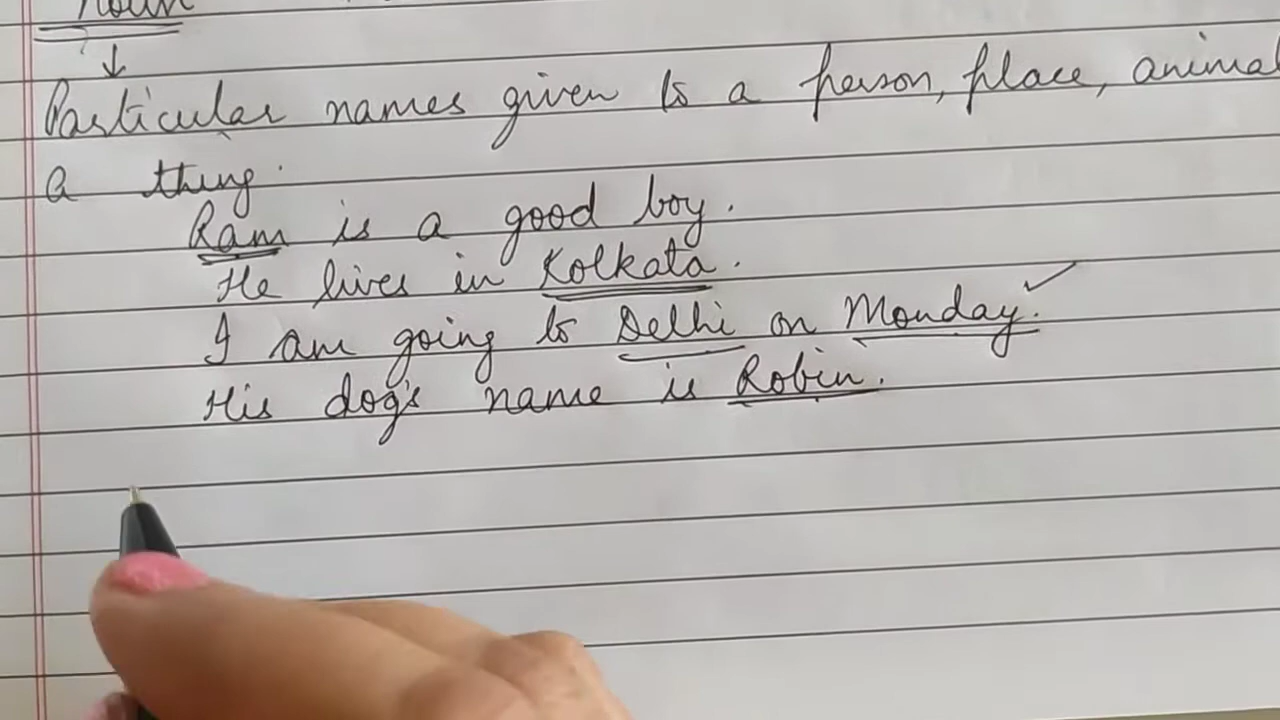 Noun
Particular names given to a person, place, animal
a thing.
Ram is a good boy.
He lives in Kolkata.
I am going to Delhi on Monday.
His dog's name is Robin.